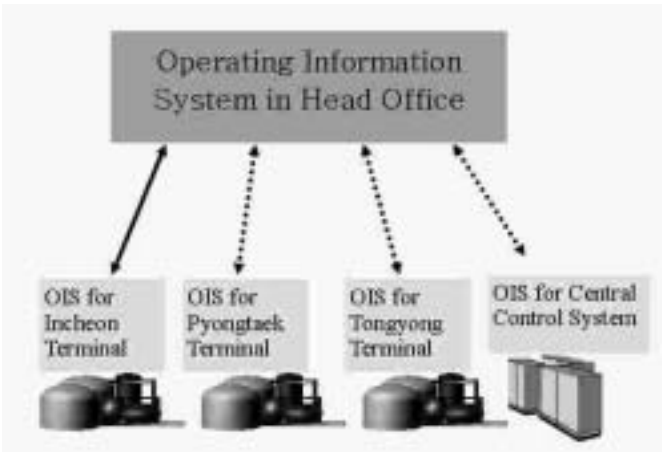 Operating Information
System in Head Office
OIS for
Incheon
Terminal
OIS for
Pyongtaek
Terminal
OIS for
Tongyong
Terminal
OIS for Central
Control System